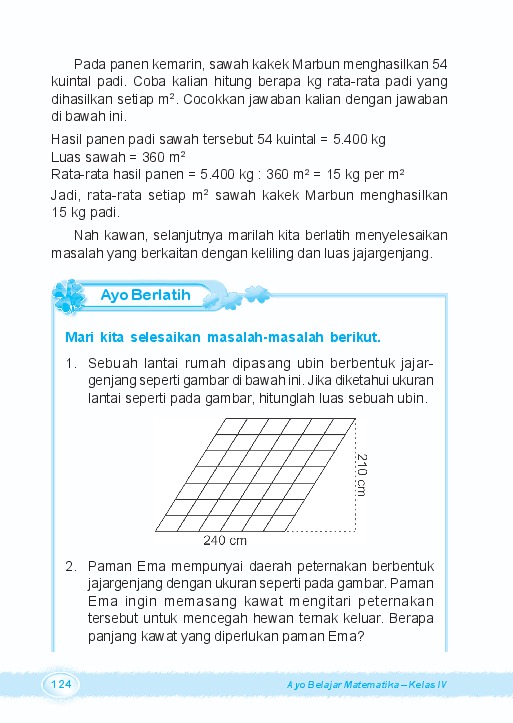 Pada panen kemarin, sawah kakek Marbun menghasilkan 54
kuintal padi. Coba kalian hitung berapa kg rata-rata padi yang
dihasilkan setiap m². Cocokkan jawaban kalian dengan jawaban
di bawah ini.
Hasil panen padi sawah tersebut 54 kuintal = 5.400 kg
Luas sawah = 360 m²
Rata-rata hasil panen = 5.400 kg : 360 m² = 15 kg per m²
Jadi, rata-rata setiap m² sawah kakek Marbun menghasilkan
15 kg padi.
Nah kawan, selanjutnya marilah kita berlatih menyelesaikan
masalah yang berkaitan dengan keliling dan luas jajargenjang.
Ayo Berlatih
Mari kita selesaikan masalah-masalah berikut.
1. Sebuah lantai rumah dipasang ubin berbentuk jajar-
genjang seperti gambar di bawah ini. Jika diketahui ukuran
lantai seperti pada gambar, hitunglah luas sebuah ubin.
210 cm
240 cm
2. Paman Ema mempunyai daerah peternakan berbentuk
jajargenjang dengan ukuran seperti pada gambar. Paman
Ema ingin memasang kawat mengitari peternakan
tersebut untuk mencegah hewan ternak keluar. Berapa
panjang kawat yang diperlukan paman Ema?
124
Ayo Belajar Matematika – Kelas IV